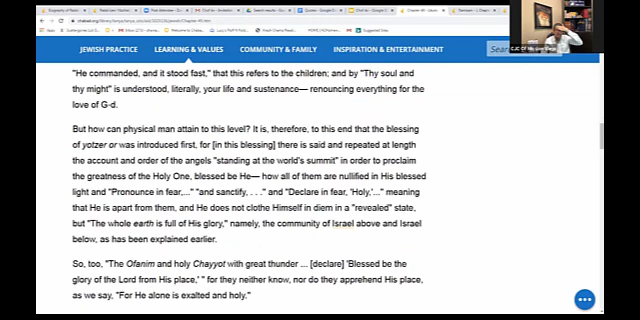 JEWISH PRACTICE LEARNING & VALUES COMMUNITY & FAMILY INSPIRATION & ENTERTAINMENT
"He commanded, and it stood fast," that this refers to the children; and by "Thy soul and
thy might" is understood, literally, your life and sustenance— renouncing everything for the
love of G-d.
But how can physical man attain to this level? It is, therefore, to this end that the blessing
of yotzer or was introduced first, for [in this blessing] there is said and repeated at length
the account and order of the angels "standing at the world's summit" in order to proclaim
the greatness of the Holy One, blessed be He— how all of them are nullified in His blessed
light and "Pronounce in fear,..." "and sanctify, . . ." and "Declare in fear, 'Holy,'..." meaning
that He is apart from them, and He does not clothe Himself in diem in a "revealed" state,
but "The whole earth is full of His glory," namely, the community of Israel above and Israel
below, as has been explained earlier.
So, too, "The Ofanim and holy Chayyot with great thunder ... [declare] 'Blessed be the
glory of the Lord from His place,' " for they neither know, nor do they apprehend His place,
as we say, "For He alone is exalted and holy."